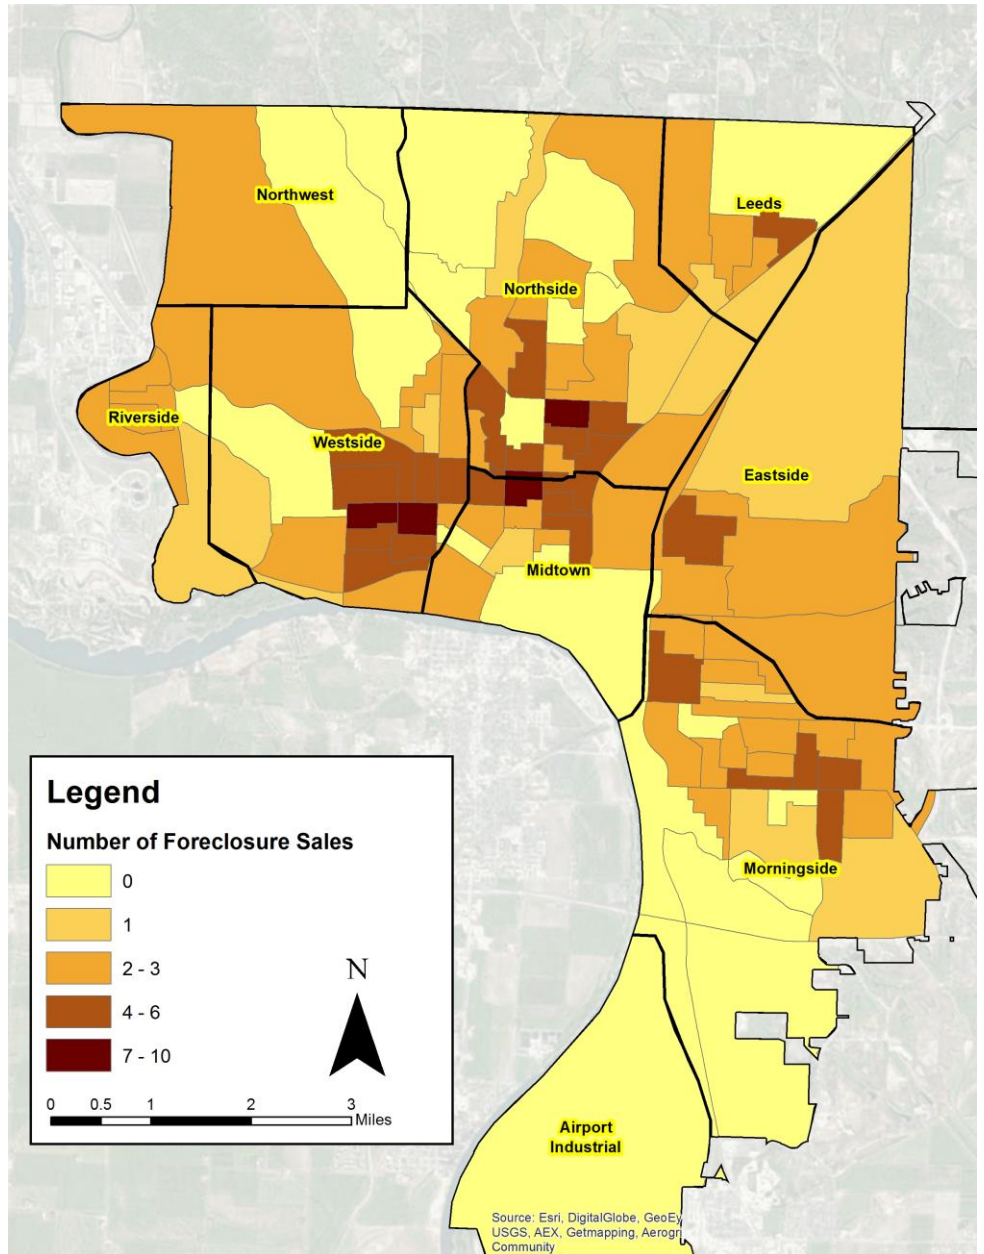 Northwest
Leeds
Northside
Riverside
Westside
Eastside
Midtown
Morningside
Legend
Number of Foreclosure Sales
0
1
2 - 3
4 - 6
7 - 10
N
0 0.5 1 2 3
Miles
Airport
Industrial
Source: Esri, DigitalGlobe, GeoEy
USGS, AEX, Getmapping, Aerogr
Community